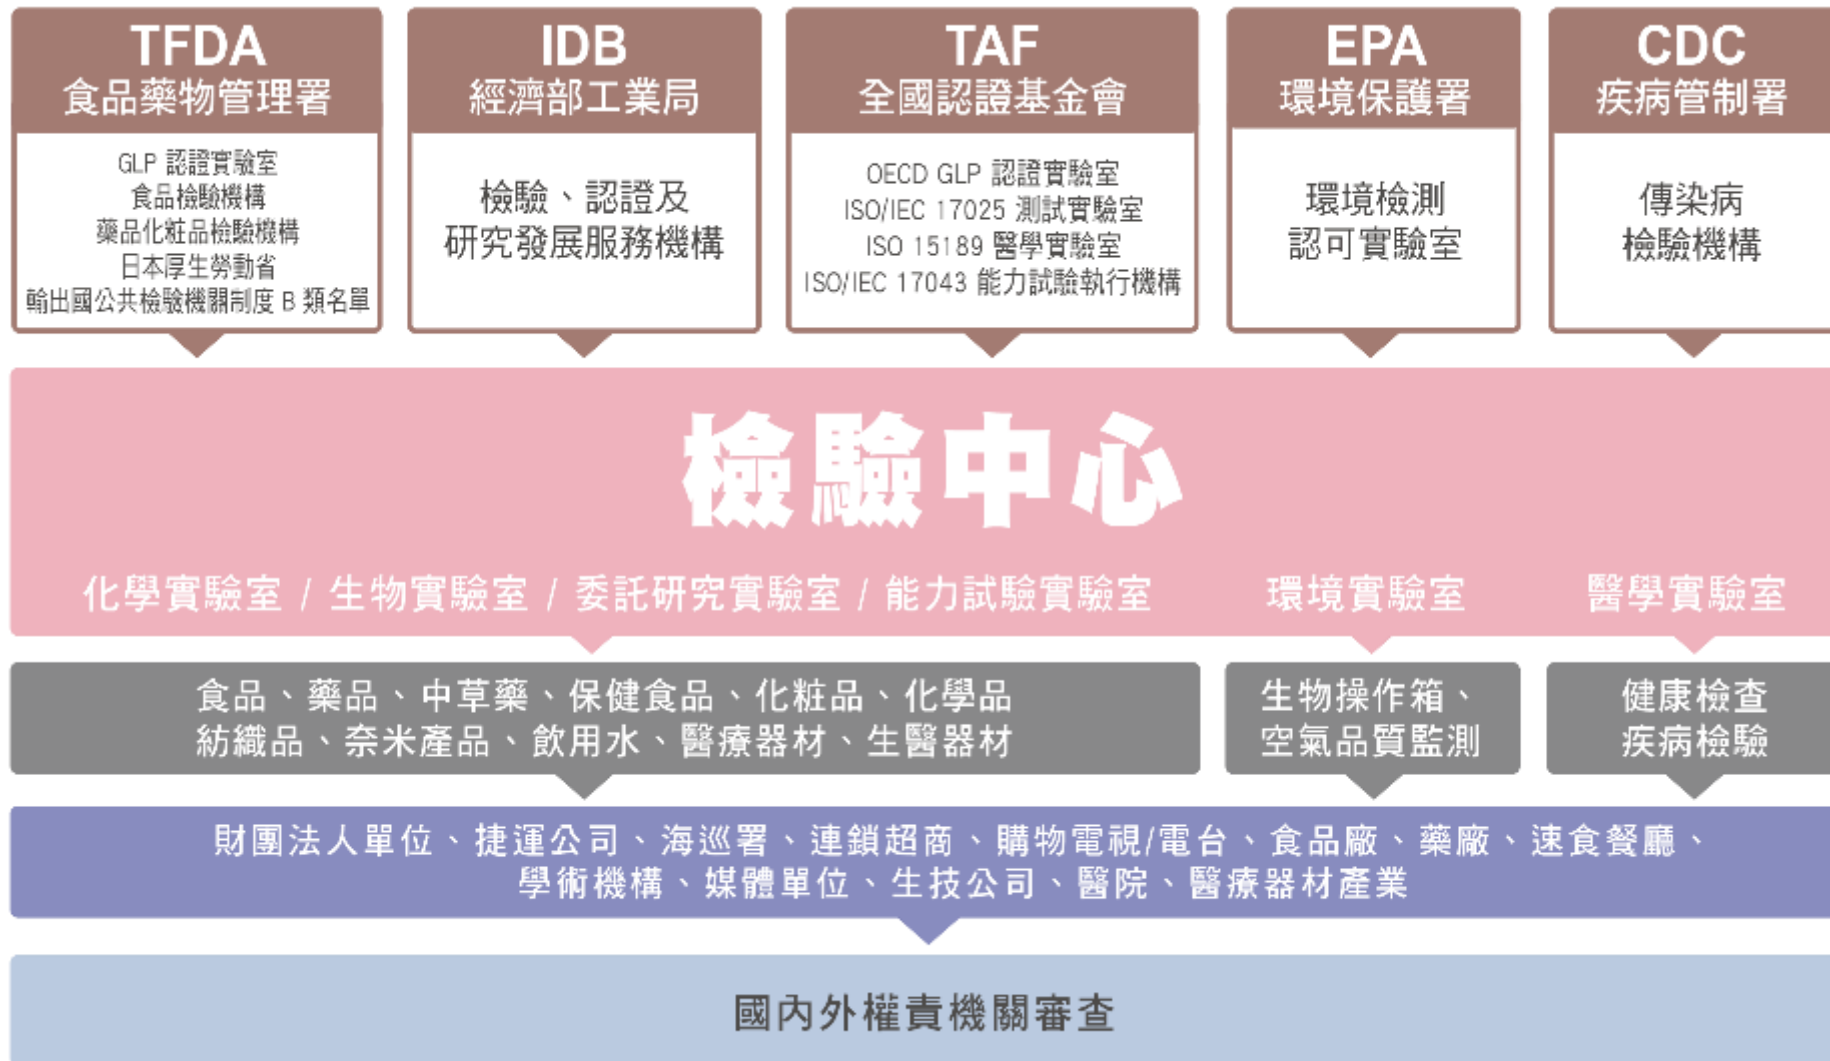 TFDA
食品藥物管理署
GLP 認證實驗室
食品檢驗機構
藥品化粧品檢驗機構
日本厚生勞動省
輸出國公共檢驗機關制度 B 類名單
IDB
經濟部工業局
檢驗、認證及
研究發展服務機構
TAF
全國認證基金會
OECD GLP 認證實驗室
ISO/IEC 17025 測試實驗室
ISO 15189 醫學實驗室
ISO/IEC 17043 能力試驗執行機構
EPA
環境保護署
環境檢測
認可實驗室
CDC
疾病管制署
傳染病
檢驗機構
檢驗中心
化學實驗室 / 生物實驗室 / 委託研究實驗室 / 能力試驗實驗室
環境實驗室
醫學實驗室
食品、藥品、中草藥、保健食品、化粧品、化學品
紡織品、奈米產品、飲用水、醫療器材、生醫器材
生物操作箱、
空氣品質監測
健康檢查
疾病檢驗
財團法人單位、捷運公司、海巡署、連鎖超商、購物電視/電台、食品廠、藥廠、速食餐廳、
學術機構、媒體單位、生技公司、醫院、醫療器材產業
國內外權責機關審查